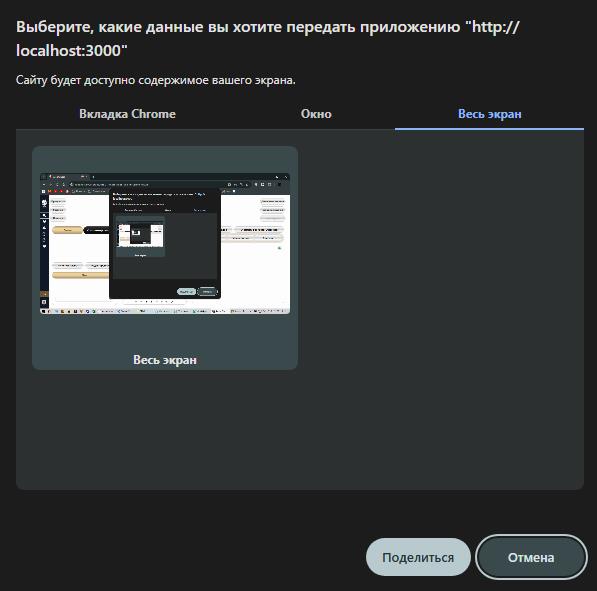 Выберите, какие данные вы хотите передать приложению "http://
localhost:3000"
Сайту будет доступно содержимое вашего экрана.
Вкладка Chrome
Окно
Весь экран
Весь экран
Поделиться
Отмена